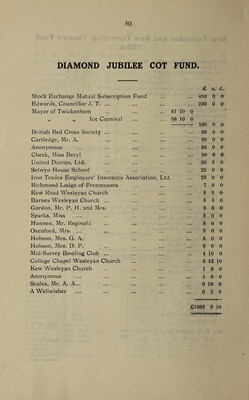 30.
DIAMOND JUBILEE COT FUND.
£ s. d.
Stock Exchange Mutual Subscription Fund ... 400 0 0
Edwards, Councillor J. T. ... ... ... ... 250 0 0
Mayor of Twickenham ... ... ... 41 10 0
„ Ice Carnival 58 10 0
100 0 0
British Red Cross Society ... ... ... ... 50 0 0
Cartledge, Mr. A. ... ... ... ... 50 0 0
Anonymous ... ... ... ... 50 0 0
Cheek, Miss Beryl ... ... ... ... 30 0 0
United Dairies, Ltd. ... ... ... ... 26 5 0
Selwyn House School ... ... ... ... 25 0 0
Iron Trades Employers' Insurance Association, Ltd. 25 0 0
Richmond Lodge of Freemasons ... ... 7 0 0
Kew Road Wesleyan Church ... ... ... 5 5 0
Barnes Wesleyan Church ... ... ... ... 5 5 0
Gordon, Mr. P. H. and Mrs. ... ... ... 5 5 0
Sparks, Miss ... ... ... ... 5 0 0
Hannen, Mr. Reginald ... ... ... ... 5 0 0
Oxenford, Mrs. ... ... ... ... 5 0 0
Hobson, Mrs. G. A. ... ... ... ... 5 0 0
Hobson, Mrs. D. F. ... ... ... ... 5 0 0
Mid-Surrey Bowling Club ... ... ... ... 4 10 0
College Chapel Wesleyan Church ... ... 3 12 10
Kew Wesleyan Church ... ... ... ... 1 6 0
Anonymous ... ... ... ... 1 0 0
Scales, Mr. A. A. ... ... ... ... 0 10 0
A Wellwisher ... ... ... ... 0 2 0